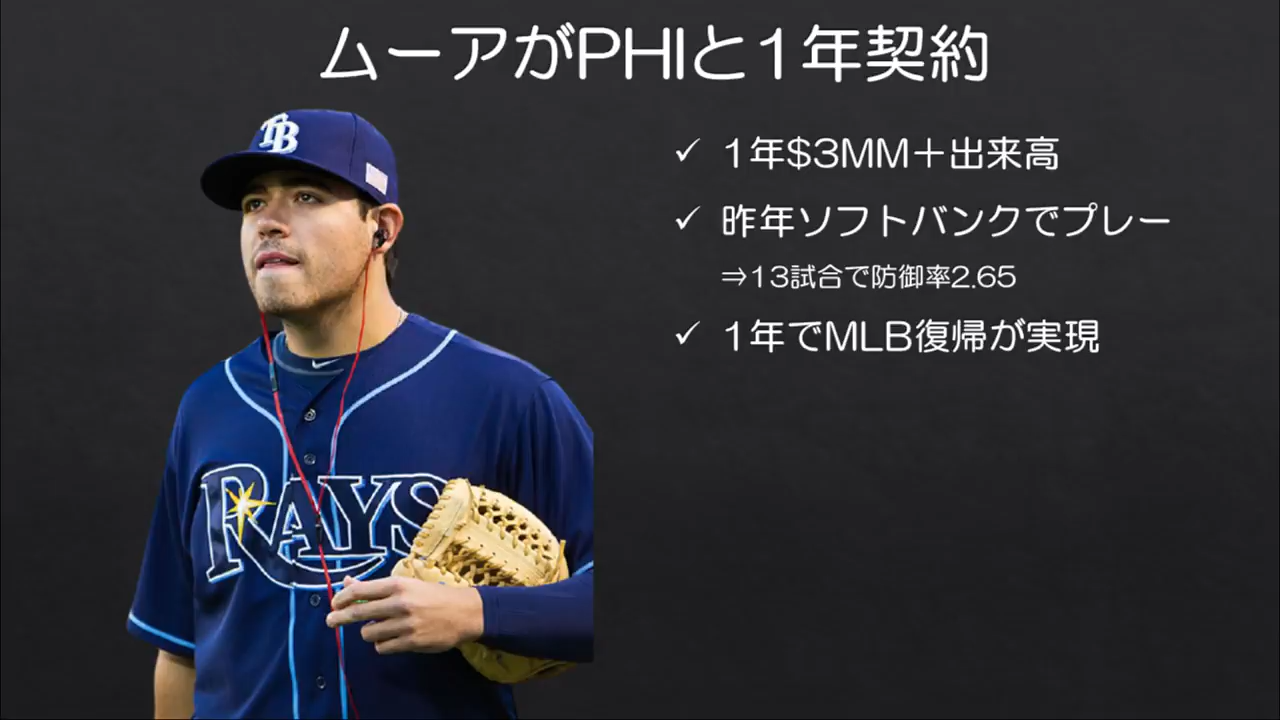 ムーアがPHIと1年契約
✓ 1年$3MM＋出来高
✓ 昨年ソフトバンクでプレー
⇒13試合で防御率2.65
✓ 1年でMLB復帰が実現
TB
RAYS